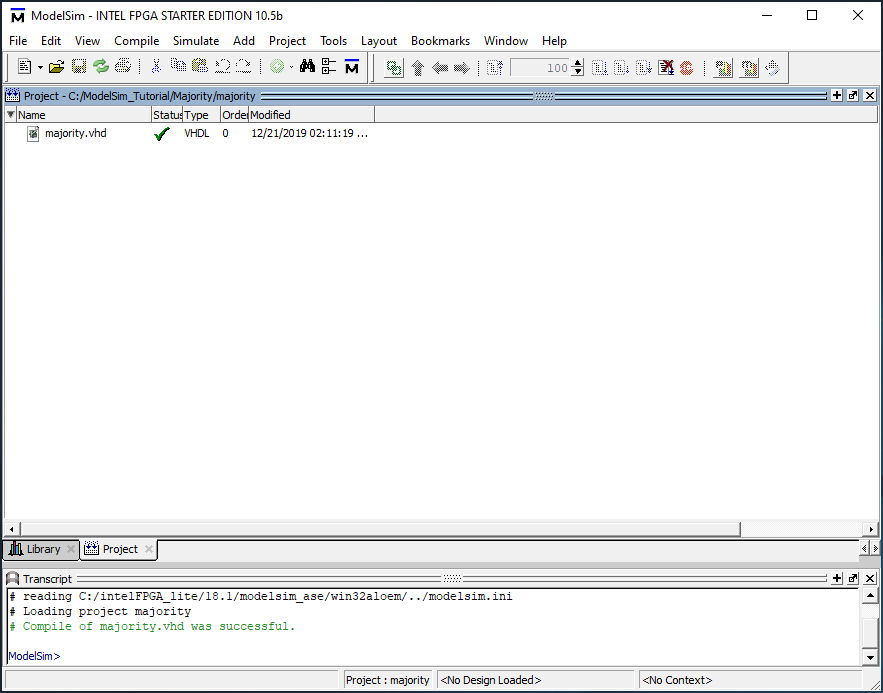 ModelSim - INTEL FPGA STARTER EDITION 10.5b
File Edit View Compile Simulate Add Project Tools Layout Bookmarks Window Help
100
Project - C:/ModelSim_Tutorial/Majority/majority
Name Status Type Order Modified
majority.vhd VHDL 0 12/21/2019 02:11:19 ...
Library Project
Transcript
# reading C:/intelFPGA_lite/18.1/modelsim_ase/win32aloem/../modelsim.ini
# Loading project majority
# Compile of majority.vhd was successful.
ModelSim>
Project : majority <No Design Loaded> <No Context>